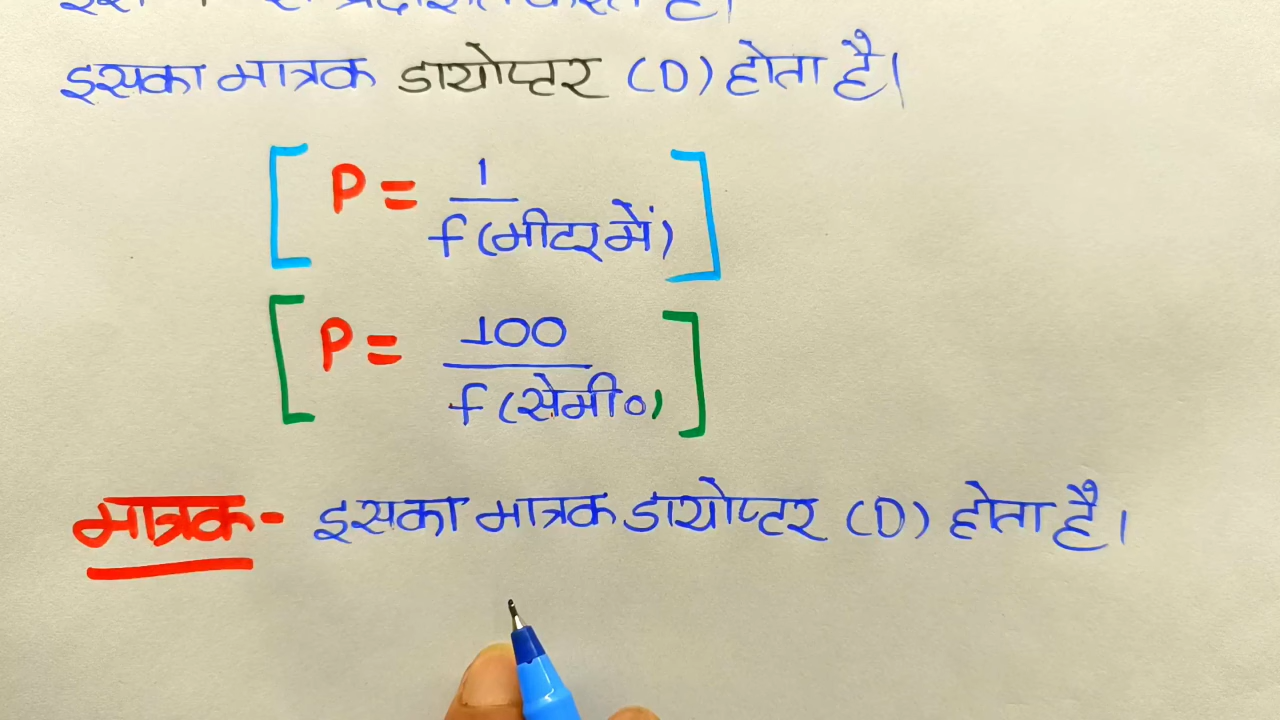 इसका मात्रक डायोप्टर (D) होता है।
[ P = 1 / f (मीटर में) ]
[ P = 100 / f (सेमी०) ]
मात्रक - इसका मात्रक डायोप्टर (D) होता है।